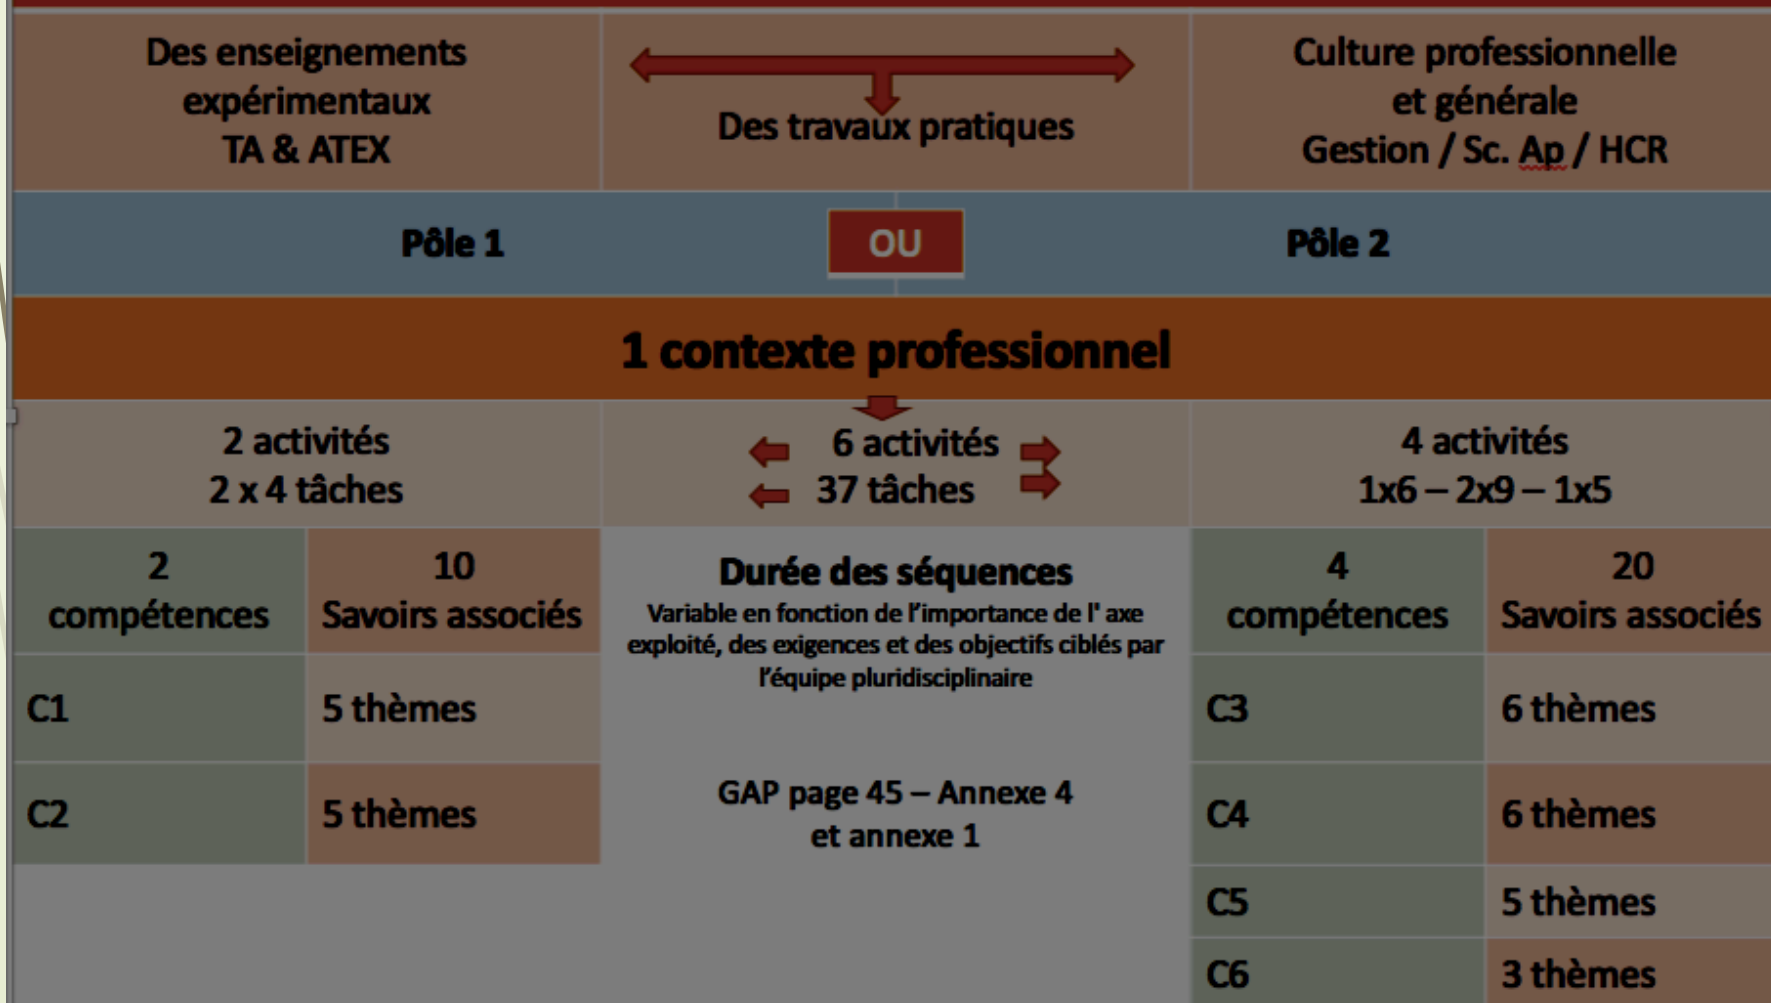 Des enseignements
expérimentaux
TA & ATEX
Des travaux pratiques
Culture professionnelle
et générale
Gestion / Sc. Ap / HCR
Pôle 1
OU
Pôle 2
1 contexte professionnel
2 activités
2 x 4 tâches
6 activités
37 tâches
4 activités
1x6 – 2x9 – 1x5
2
compétences
10
Savoirs associés
Durée des séquences
Variable en fonction de l'importance de l' axe
exploité, des exigences et des objectifs ciblés par
l'équipe pluridisciplinaire
4
compétences
20
Savoirs associés
C1
5 thèmes
C3
6 thèmes
C2
5 thèmes
GAP page 45 – Annexe 4
et annexe 1
C4
6 thèmes
C5
5 thèmes
C6
3 thèmes